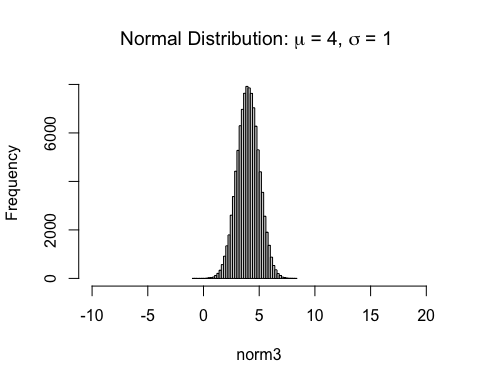 Normal Distribution: μ = 4, σ = 1
Frequency
6000
2000
0
-10 -5 0 5 10 15 20
norm3